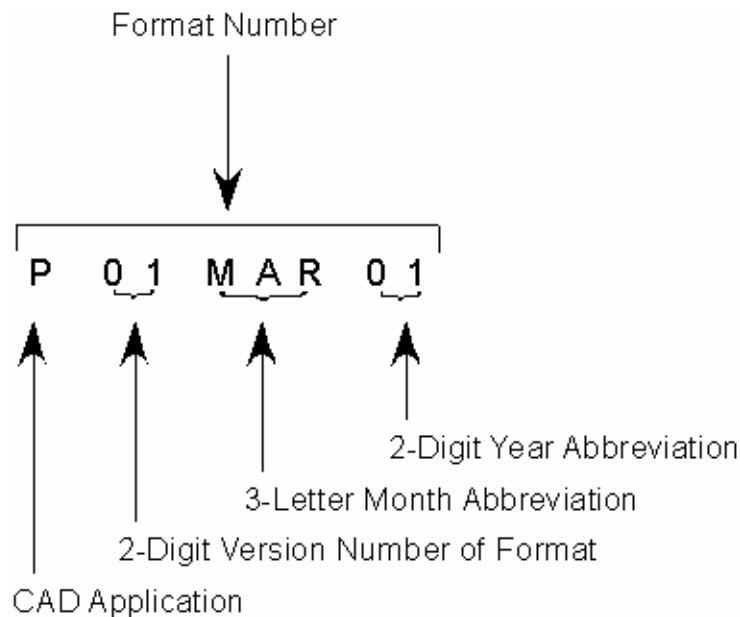 Format Number
P 01 MAR 01
2-Digit Year Abbreviation
3-Letter Month Abbreviation
2-Digit Version Number of Format
CAD Application